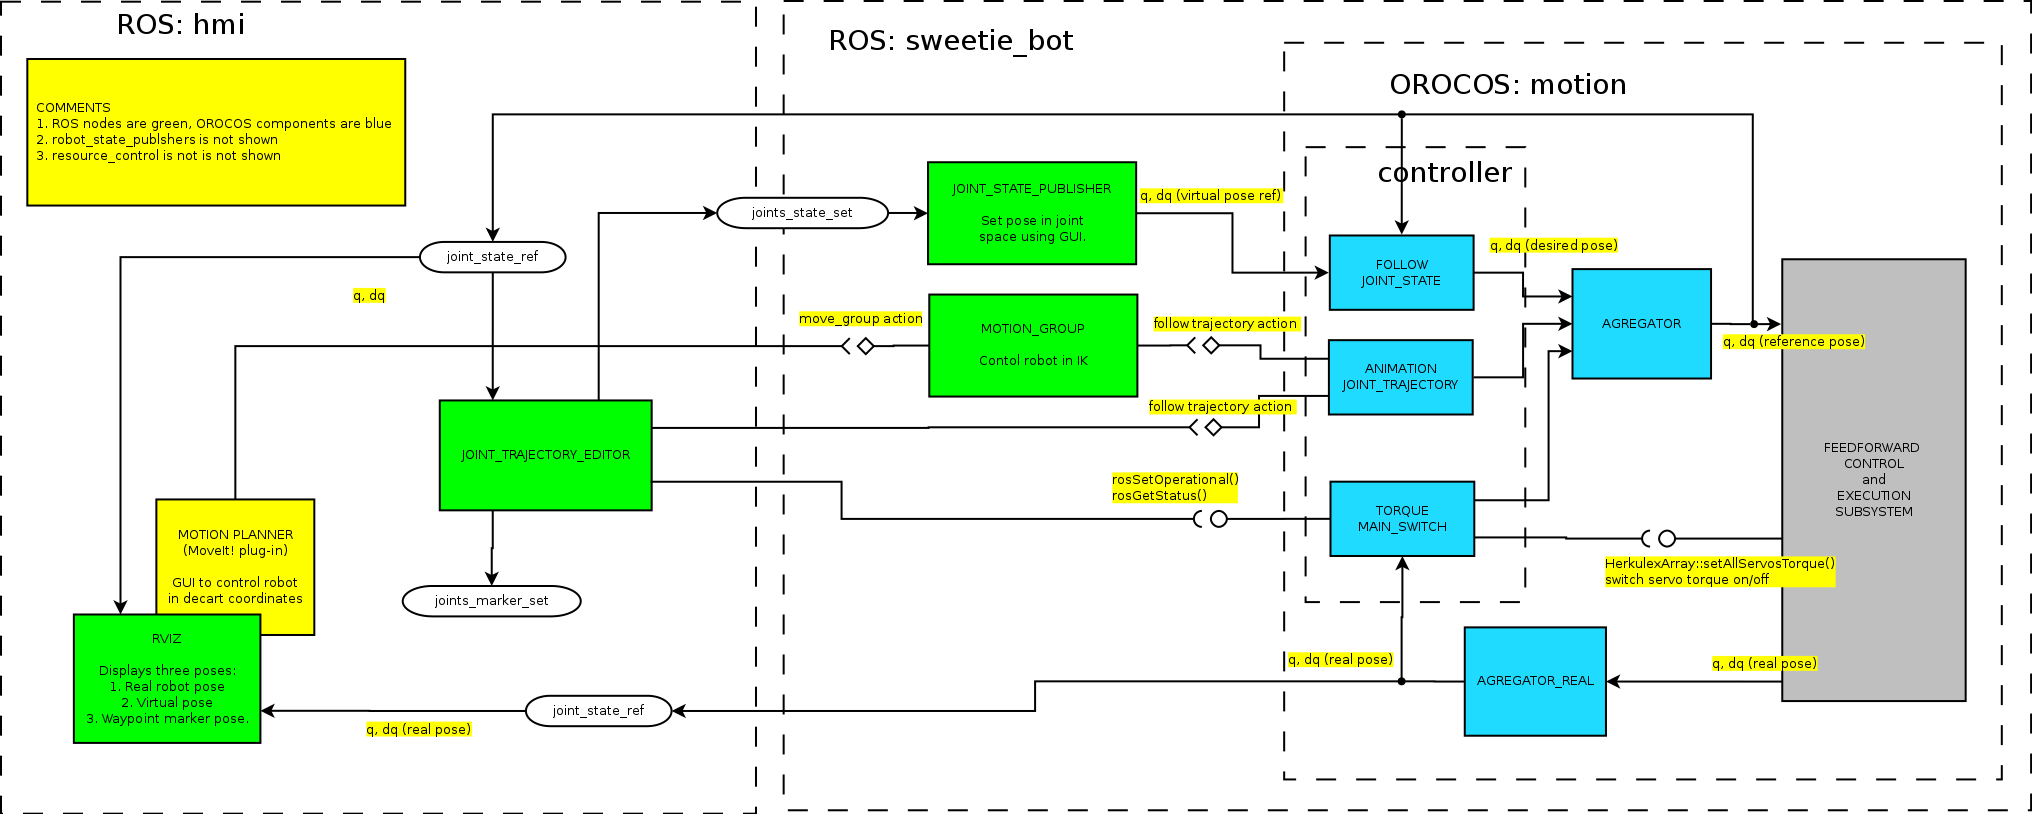 ROS: hmi
COMMENTS
1. ROS nodes are green, OROCOS components are blue
2. robot_state_publshers is not shown
3. resource_control is not is not shown
joint_state_ref
q, dq
JOINT_TRAJECTORY_EDITOR
joints_marker_set
MOTION PLANNER
(MoveIt! plug-in)
GUI to control robot
in decart coordinates
RVIZ
Displays three poses:
1. Real robot pose
2. Virtual pose
3. Waypoint marker pose.
joint_state_ref
q, dq (real pose)
joints_state_set
ROS: sweetie_bot
JOINT_STATE_PUBLISHER
Set pose in joint
space using GUI.
q, dq (virtual pose ref)
move_group action
MOTION_GROUP
Contol robot in IK
follow trajectory action
follow trajectory action
rosSetOperational()
rosGetStatus()
OROCOS: motion
controller
FOLLOW
JOINT_STATE
q, dq (desired pose)
ANIMATION
JOINT_TRAJECTORY
AGREGATOR
q, dq (reference pose)
TORQUE
MAIN_SWITCH
FEEDFORWARD
CONTROL
and
EXECUTION
SUBSYSTEM
HerkulexArray::setAllServosTorque()
switch servo torque on/off
q, dq (real pose)
AGREGATOR_REAL
q, dq (real pose)